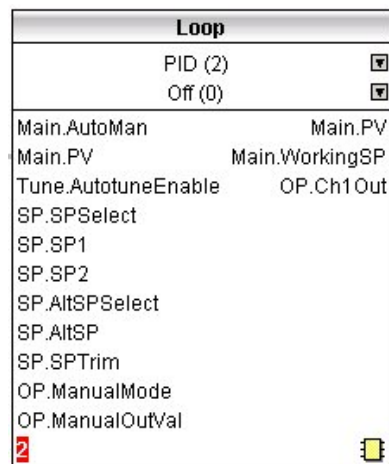 Loop
PID (2)
Off (0)
Main.AutoMan Main.PV
Main.PV Main.WorkingSP
Tune.AutotuneEnable OP.Ch1Out
SP.SPSelect
SP.SP1
SP.SP2
SP.AltSPSelect
SP.AltSP
SP.SPTrim
OP.ManualMode
OP.ManualOutVal
2